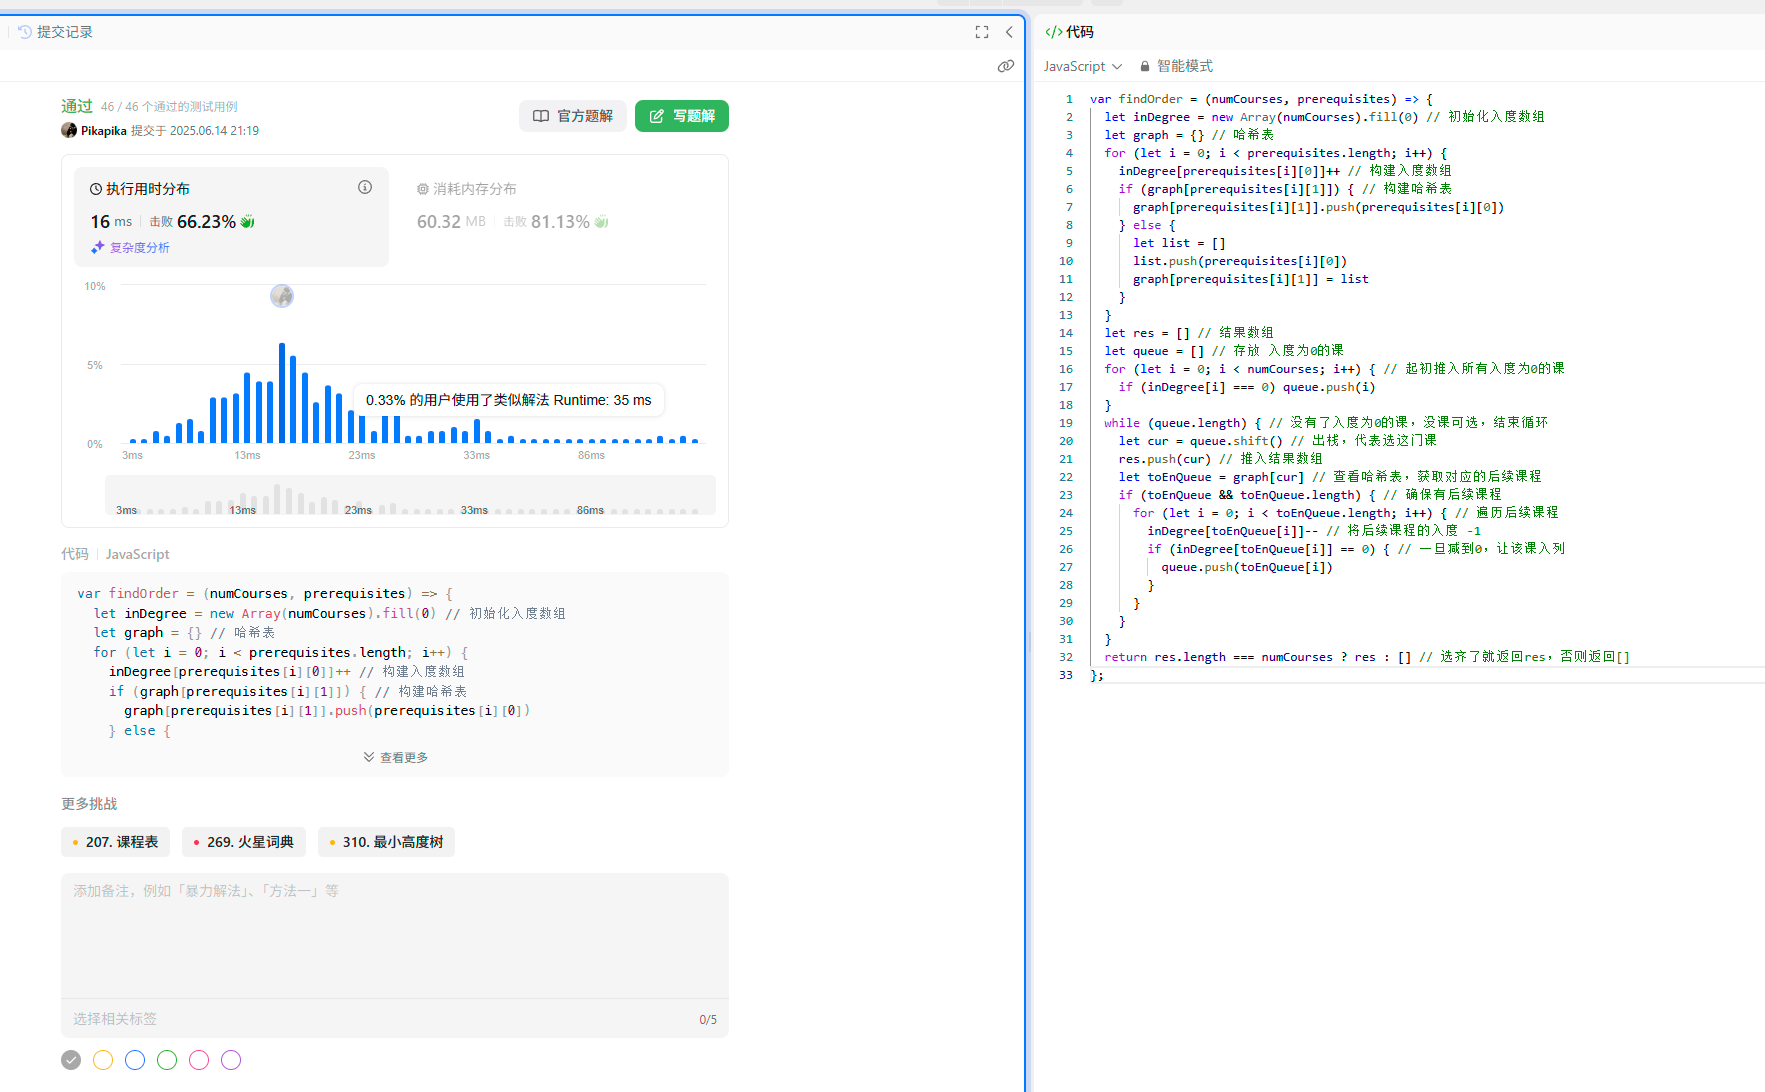 提交记录
通过 46 / 46 个通过的测试用例
Pikapika 提交于 2025.06.14 21:19
官方题解
写题解
执行用时分布
16 ms 击败 66.23%
复杂度分析
消耗内存分布
60.32 MB 击败 81.13%
10%
5%
0%
0.33% 的用户使用了类似解法 Runtime: 35 ms
3ms 13ms 23ms 33ms 86ms
3ms 13ms 23ms 33ms 86ms
代码 JavaScript
var findOrder = (numCourses, prerequisites) => {
let inDegree = new Array(numCourses).fill(0) // 初始化入度数组
let graph = {} // 哈希表
for (let i = 0; i < prerequisites.length; i++) {
inDegree[prerequisites[i][0]]++ // 构建入度数组
if (graph[prerequisites[i][1]]) { // 构建哈希表
graph[prerequisites[i][1]].push(prerequisites[i][0])
} else {
查看更多
更多挑战
207. 课程表
269. 火星词典
310. 最小高度树
添加备注，例如「暴力解法」、「方法一」等
选择相关标签 0/5
代码
JavaScript 智能模式
1 var findOrder = (numCourses, prerequisites) => {
2 let inDegree = new Array(numCourses).fill(0) // 初始化入度数组
3 let graph = {} // 哈希表
4 for (let i = 0; i < prerequisites.length; i++) {
5 inDegree[prerequisites[i][0]]++ // 构建入度数组
6 if (graph[prerequisites[i][1]]) { // 构建哈希表
7 graph[prerequisites[i][1]].push(prerequisites[i][0])
8 } else {
9 let list = []
10 list.push(prerequisites[i][0])
11 graph[prerequisites[i][1]] = list
12 }
13 }
14 let res = [] // 结果数组
15 let queue = [] // 存放 入度为0的课
16 for (let i = 0; i < numCourses; i++) { // 起初推入所有入度为0的课
17 if (inDegree[i] === 0) queue.push(i)
18 }
19 while (queue.length) { // 没有了入度为0的课，没课可选，结束循环
20 let cur = queue.shift() // 出栈，代表选这门课
21 res.push(cur) // 推入结果数组
22 let toEnQueue = graph[cur] // 查看哈希表，获取对应的后续课程
23 if (toEnQueue && toEnQueue.length) { // 确保有后续课程
24 for (let i = 0; i < toEnQueue.length; i++) { // 遍历后续课程
25 inDegree[toEnQueue[i]]-- // 将后续课程的入度 -1
26 if (inDegree[toEnQueue[i]] == 0) { // 一旦减到0，让该课入列
27 queue.push(toEnQueue[i])
28 }
29 }
30 }
31 }
32 return res.length === numCourses ? res : [] // 选齐了就返回res，否则返回[]
33 };